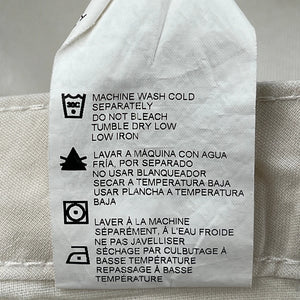 30C
MACHINE WASH COLD
SEPARATELY
DO NOT BLEACH
TUMBLE DRY LOW
LOW IRON
LAVAR A MÁQUINA CON AGUA
FRÍA, POR SEPARADO
NO USAR BLANQUEADOR
SECAR A TEMPERATURA BAJA
USAR PLANCHA A TEMPERATURA
BAJA
LAVER À LA MACHINE
SÉPARÉMENT, À L'EAU FROIDE
NE PAS JAVELLISER
SÉCHAGE PAR CULBUTAGE À
BASSE TEMPÉRATURE
REPASSAGE À BASSE
TEMPÉRATURE